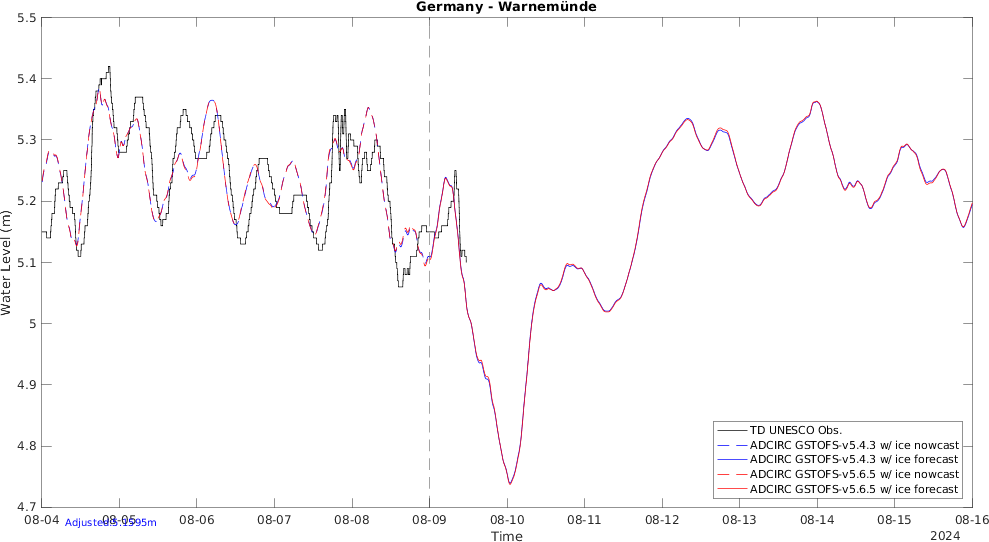 Germany - Warnemünde
Water Level (m)
5.5
5.4
5.3
5.2
5.1
5
4.9
4.8
4.7
TD UNESCO Obs.
ADCIRC GSTOFS-v5.4.3 w/ ice nowcast
ADCIRC GSTOFS-v5.4.3 w/ ice forecast
ADCIRC GSTOFS-v5.6.5 w/ ice nowcast
ADCIRC GSTOFS-v5.6.5 w/ ice forecast
08-04 08-05 08-06 08-07 08-08 08-09 08-10 08-11 08-12 08-13 08-14 08-15 08-16
Adjusted:5.1595m
Time
2024